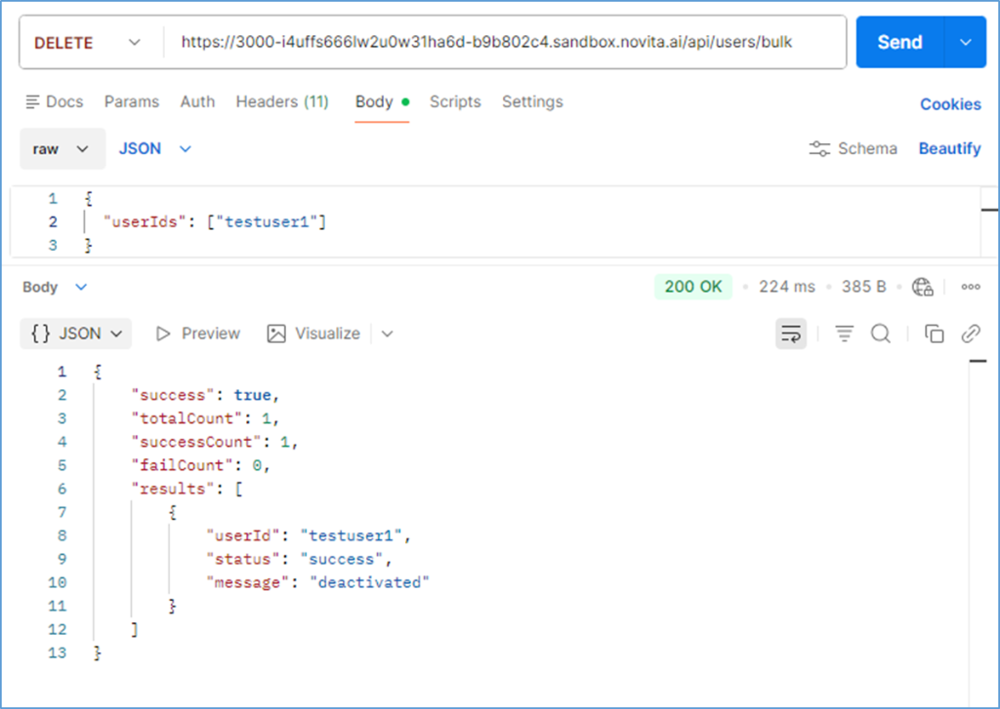 DELETE https://3000-i4uffs666lw2u0w31ha6d-b9b802c4.sandbox.novita.ai/api/users/bulk Send
Docs Params Auth Headers (11) Body Scripts Settings Cookies
raw JSON Schema Beautify
1 {
2 "userIds": ["testuser1"]
3 }
Body 200 OK 224 ms 385 B
{} JSON Preview Visualize
1 {
2 "success": true,
3 "totalCount": 1,
4 "successCount": 1,
5 "failCount": 0,
6 "results": [
7 {
8 "userId": "testuser1",
9 "status": "success",
10 "message": "deactivated"
11 }
12 ]
13 }